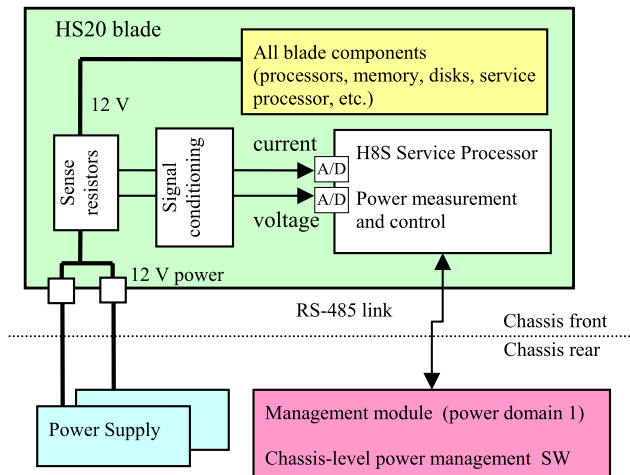 HS20 blade
All blade components
(processors, memory, disks, service
processor, etc.)
12 V
Sense
resistors
Signal
conditioning
current
voltage
A/D
A/D
H8S Service Processor
Power measurement
and control
12 V power
RS-485 link
Chassis front
Chassis rear
Power Supply
Management module (power domain 1)
Chassis-level power management SW